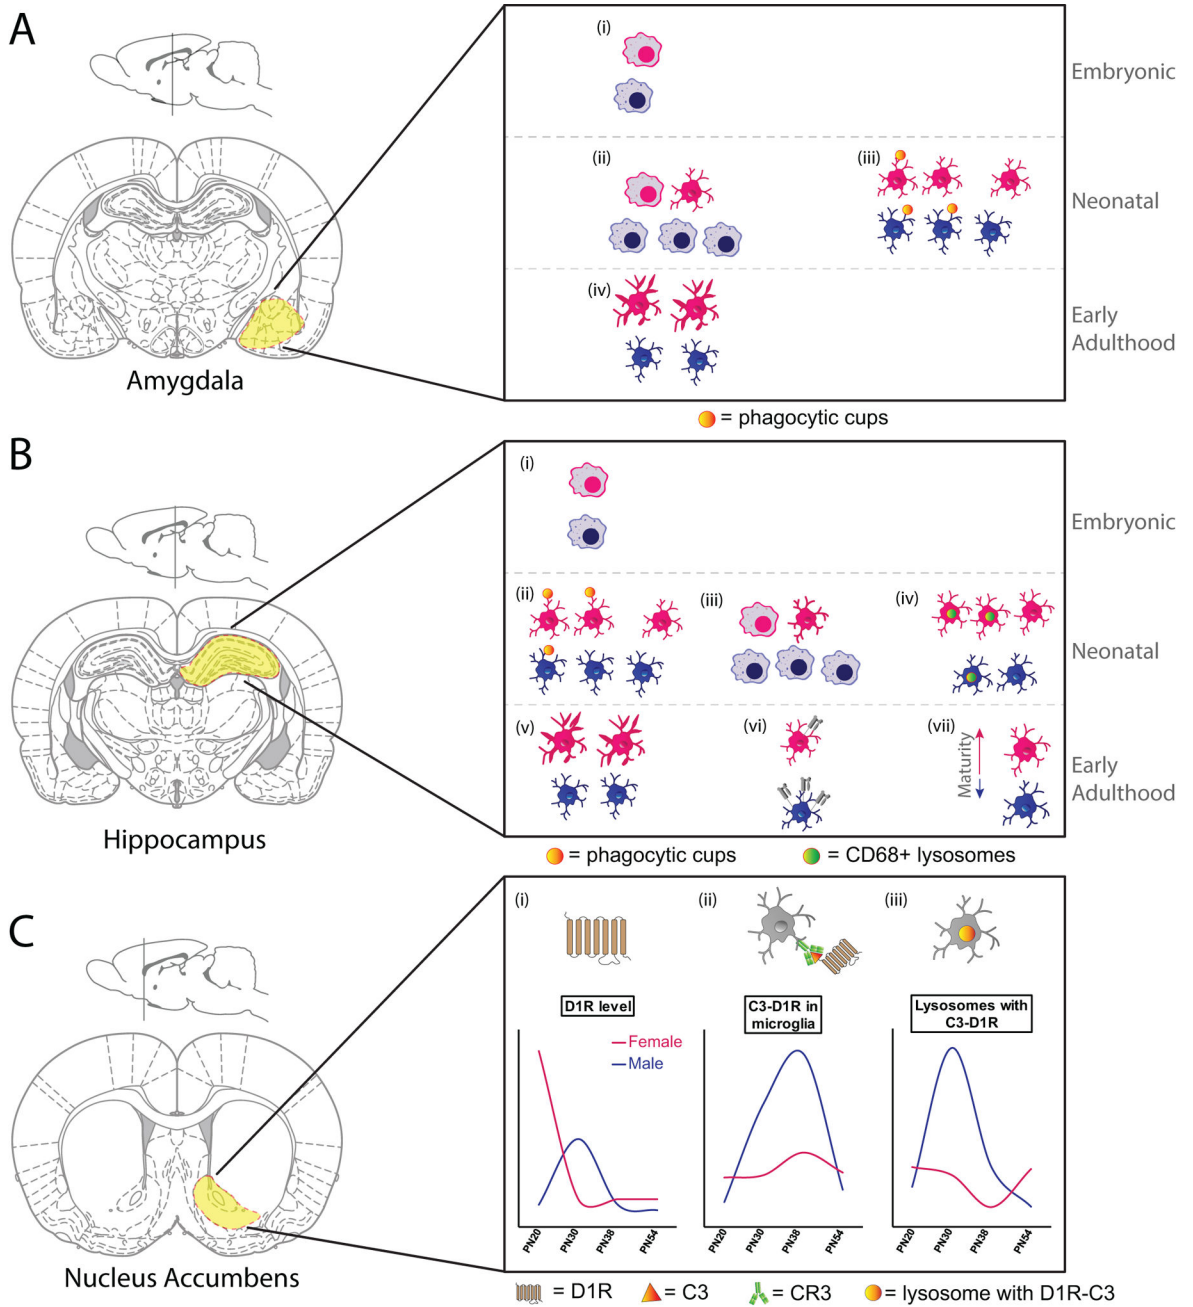 A
(i)
Embryonic
(ii)
(iii)
Neonatal
(iv)
Early
Adulthood
Amygdala
= phagocytic cups
B
(i)
Embryonic
(ii)
(iii)
(iv)
Neonatal
(v)
(vi)
(vii)
Maturity
Early
Adulthood
Hippocampus
= phagocytic cups
= CD68+ lysosomes
C
(i)
(ii)
(iii)
D1R level
C3-D1R in
microglia
Lysosomes with
C3-D1R
Female
Male
PN20 PN30 PN38 PN54
PN20 PN30 PN38 PN54
PN20 PN30 PN38 PN54
Nucleus Accumbens
= D1R
= C3
= CR3
= lysosome with D1R-C3